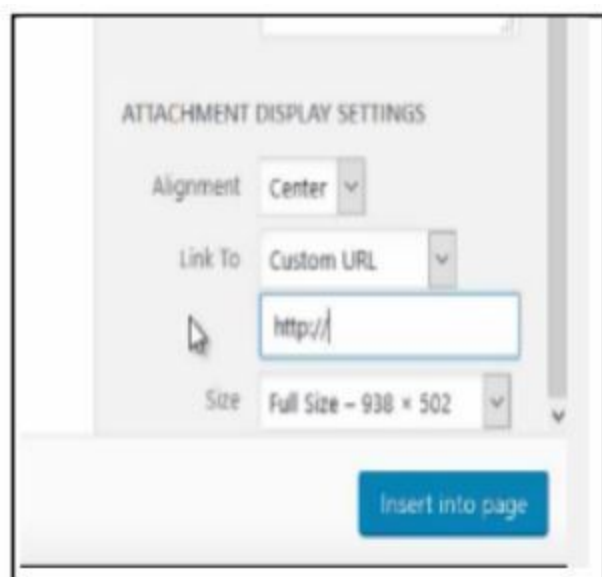 ATTACHMENT DISPLAY SETTINGS
Alignment Center
Link To Custom URL
http://
Size Full Size – 938 × 502
Insert into page